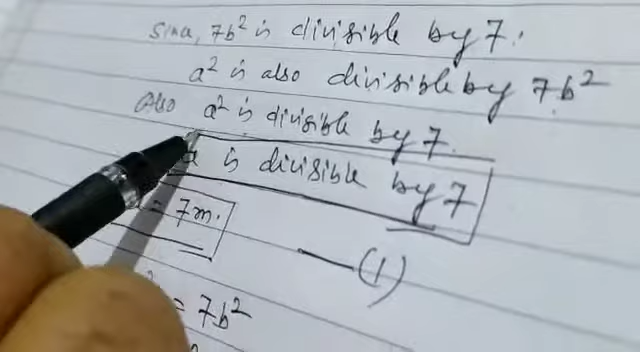 Since, 7b² is divisible by 7.
a² is also divisible by 7b²
Also a² is divisible by 7.
a is divisible by 7
= 7m.
(1)
= 7b²